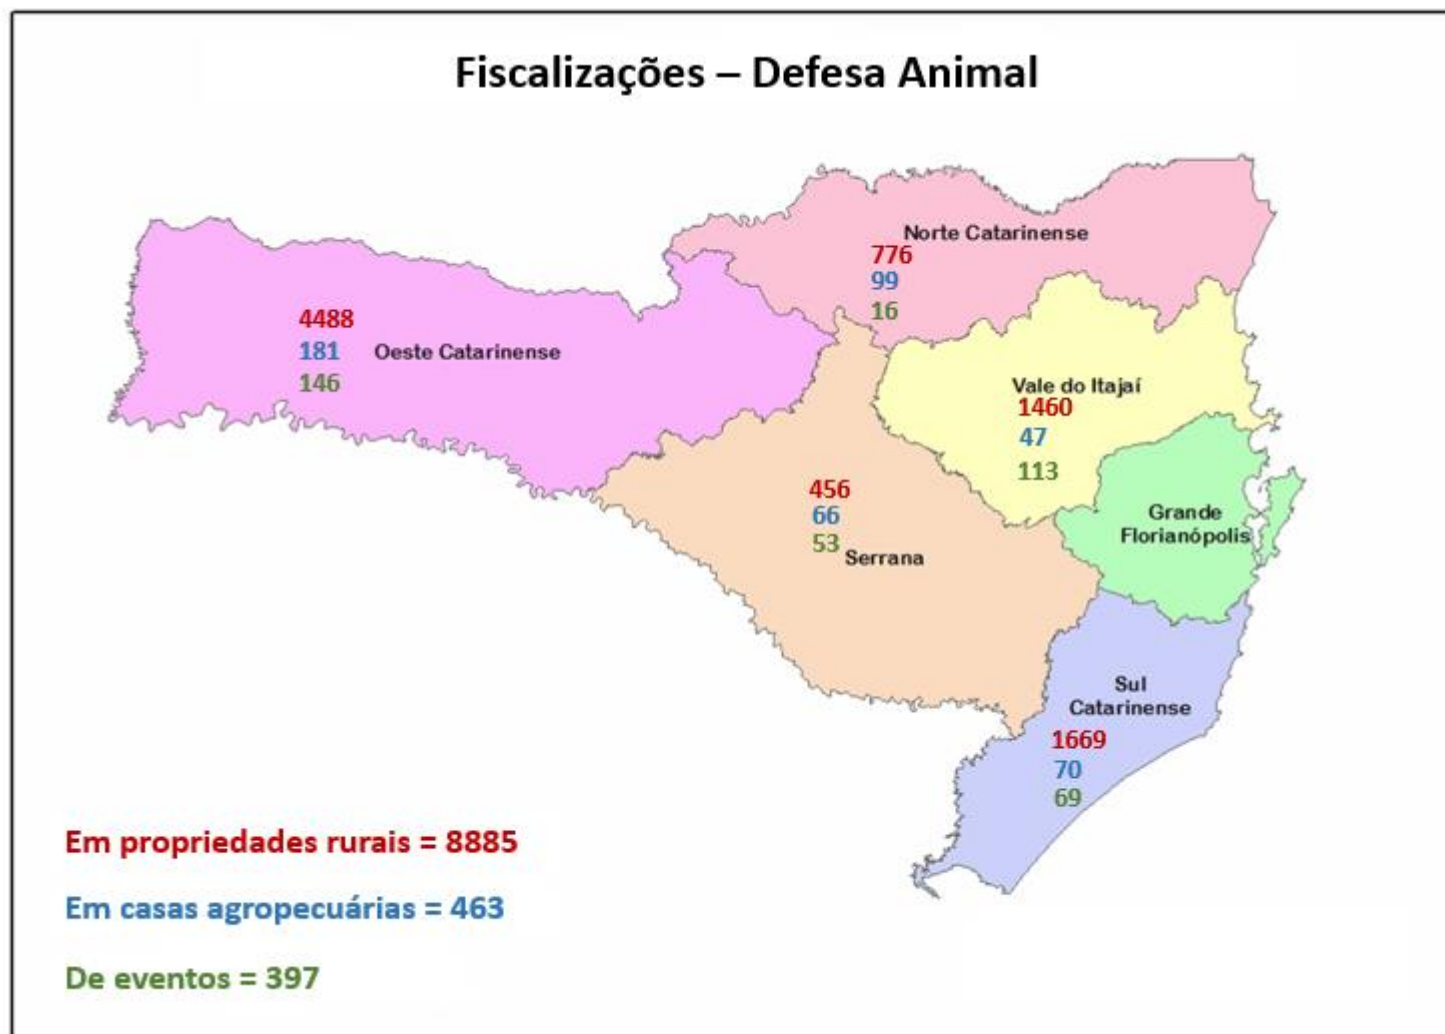 Fiscalizações – Defesa Animal
Norte Catarinense
776
99
16
4488
181
Oeste Catarinense
146
Vale do Itajaí
1460
47
113
456
66
53
Serrana
Grande
Florianópolis
Sul
Catarinense
1669
70
69
Em propriedades rurais = 8885
Em casas agropecuárias = 463
De eventos = 397